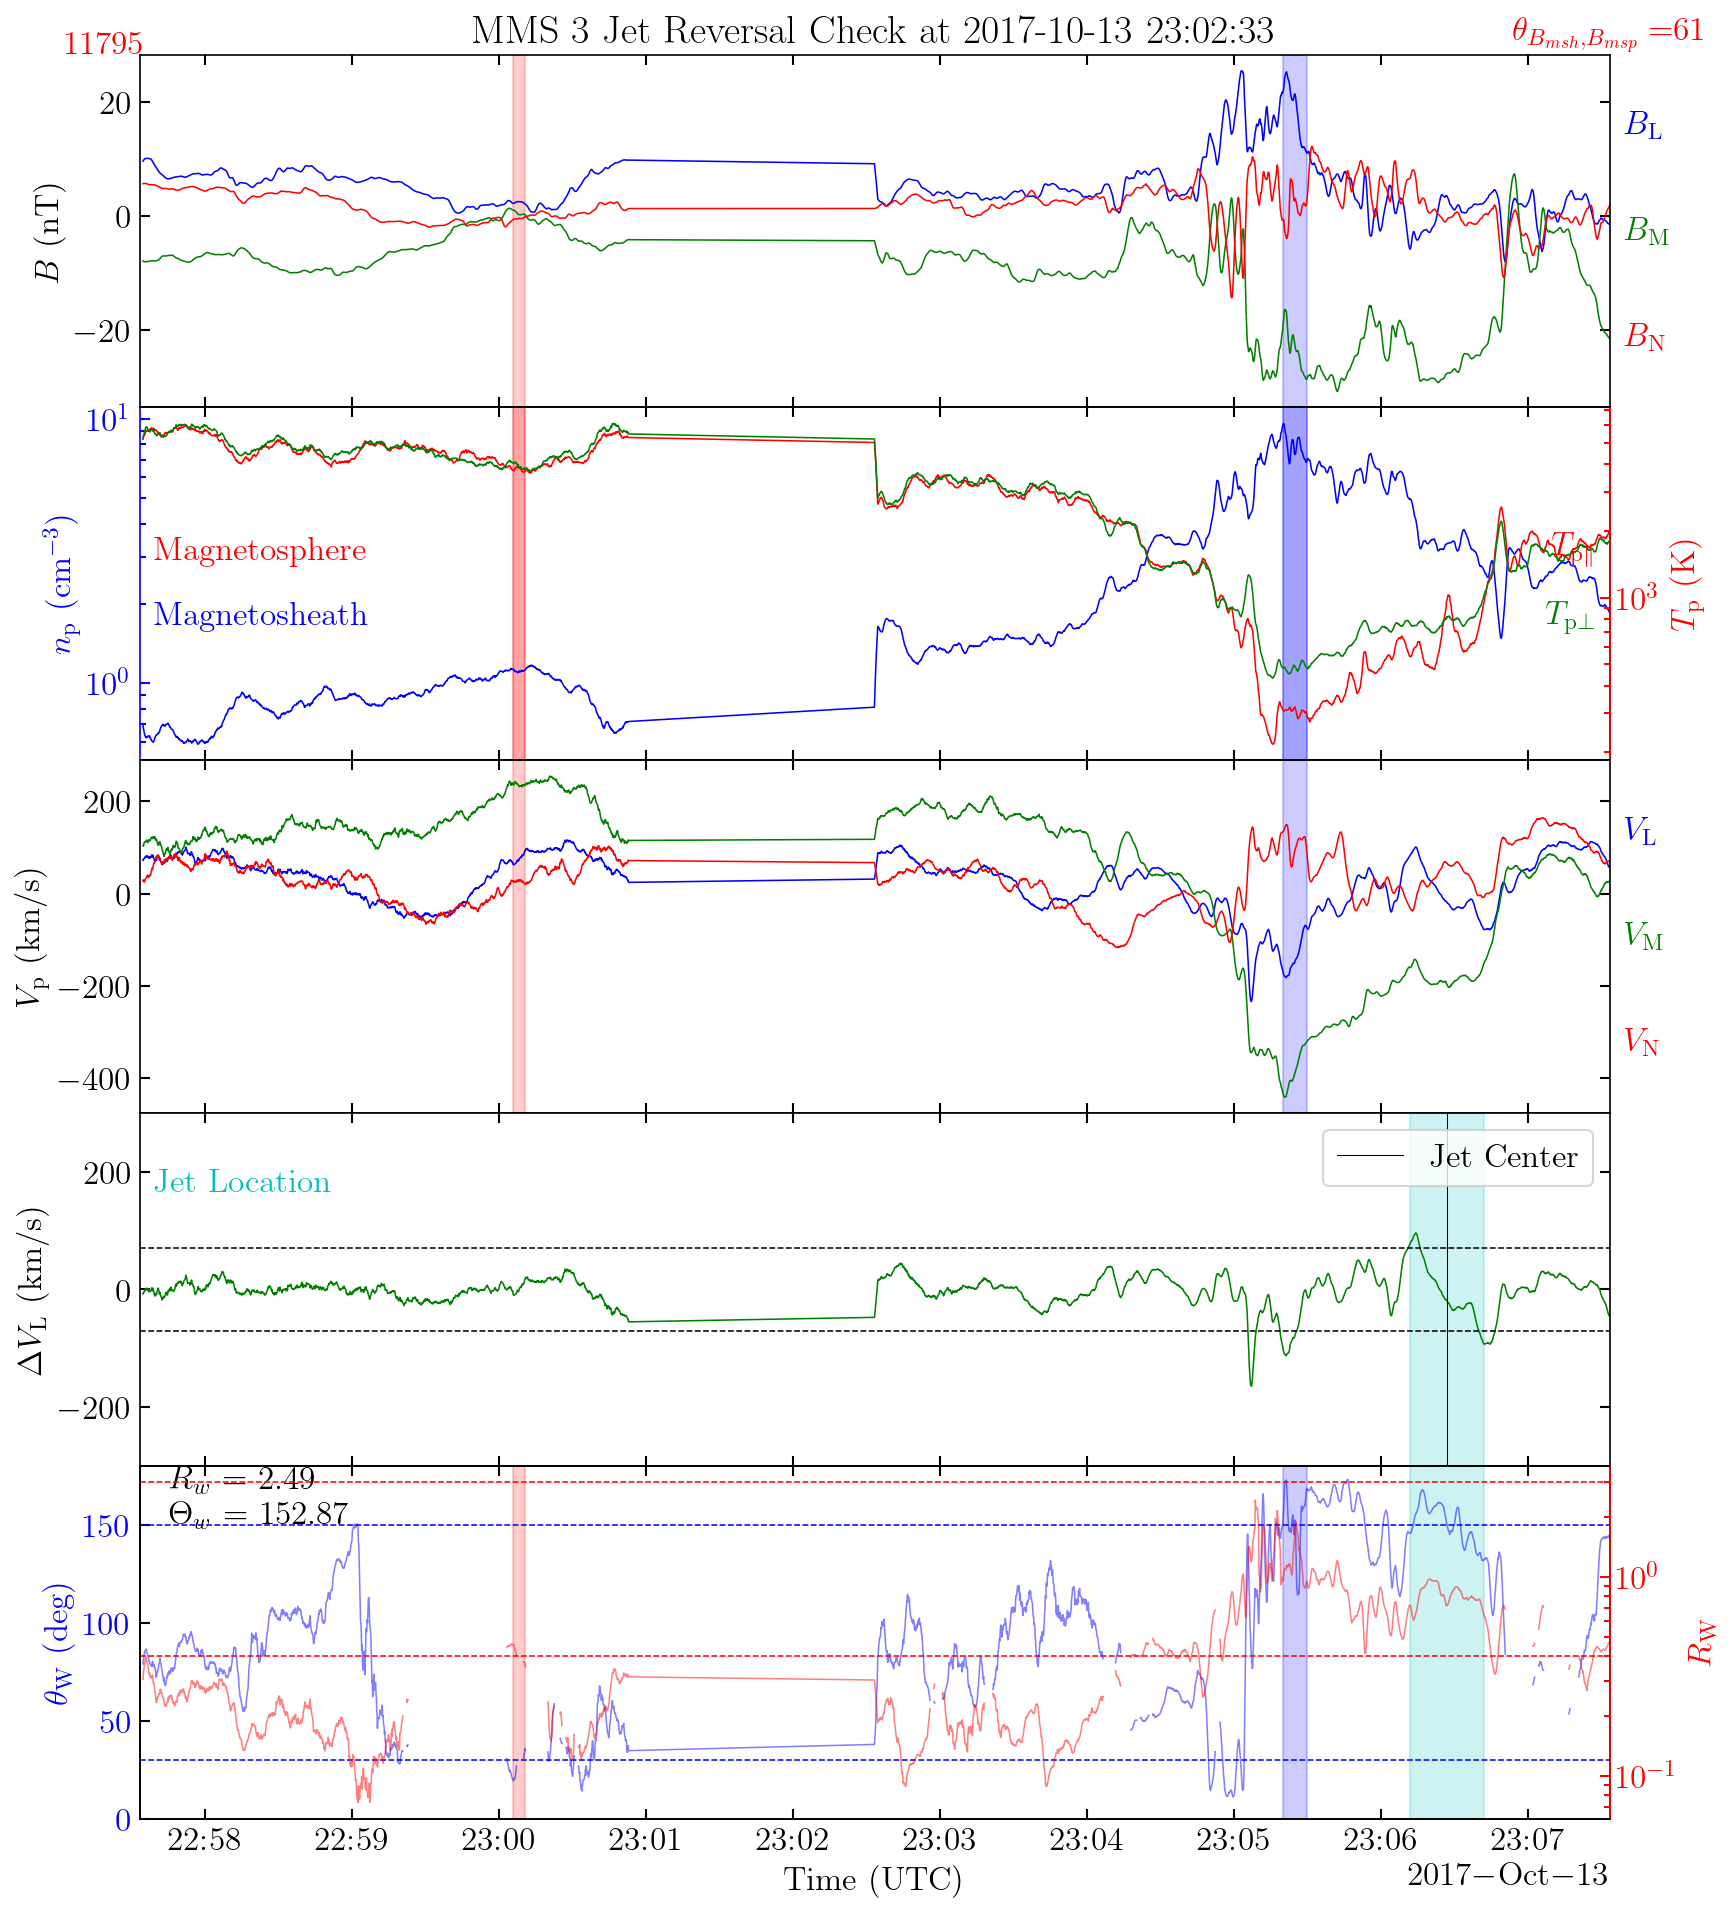 MMS 3 Jet Reversal Check at 2017-10-13 23:02:33
11795
θ_{B_{msh},B_{msp}} =61
20
0
−20
B (nT)
B_L
B_M
B_N
10^1
10^0
n_p (cm^{−3})
Magnetosphere
Magnetosheath
T_{p∥}
T_{p⊥}
10^3
T_p (K)
200
0
−200
−400
V_p (km/s)
V_L
V_M
V_N
200
0
−200
ΔV_L (km/s)
Jet Location
Jet Center
R_w = 2.49
Θ_w = 152.87
150
100
50
0
θ_W (deg)
10^0
10^{−1}
R_W
22:58 22:59 23:00 23:01 23:02 23:03 23:04 23:05 23:06 23:07
Time (UTC)
2017−Oct−13